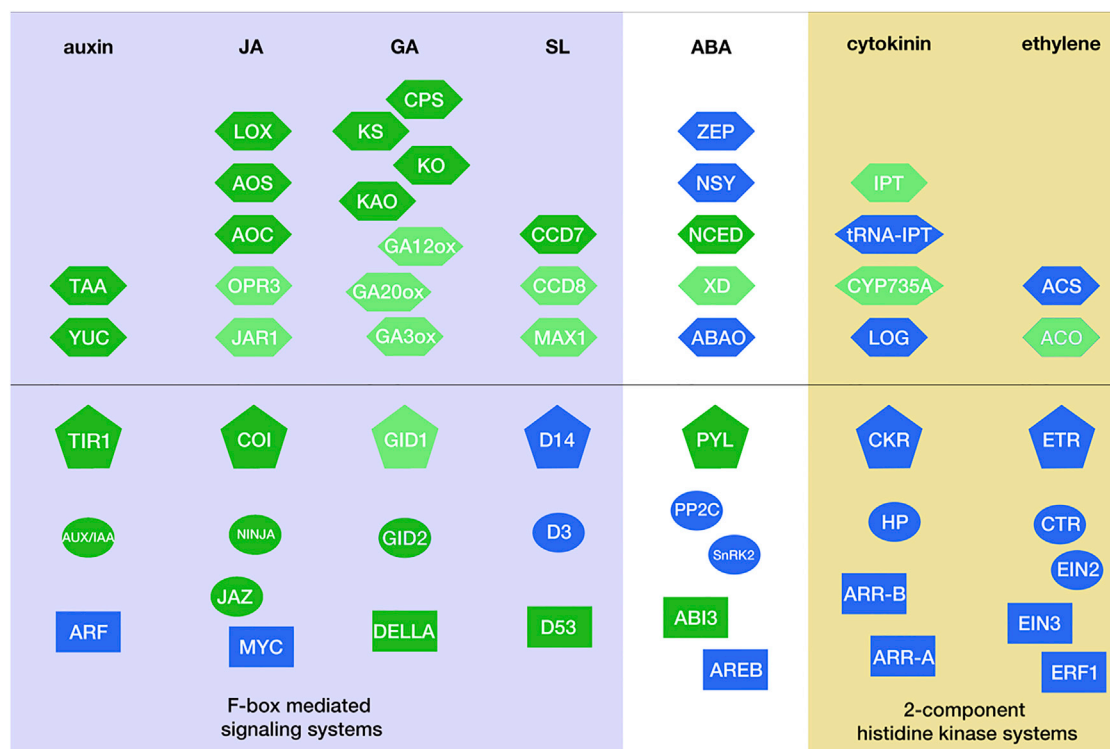 auxin JA GA SL ABA cytokinin ethylene
CPS
LOX KS ZEP
KO
AOS NSY IPT
KAO
AOC GA12ox CCD7 NCED tRNA-IPT
TAA OPR3 GA20ox CCD8 XD CYP735A ACS
YUC JAR1 GA3ox MAX1 ABAO LOG ACO
TIR1 COI GID1 D14 PYL CKR ETR
PP2C
AUX/IAA NINJA GID2 D3 HP CTR
SnRK2
EIN2
JAZ ARR-B
ABI3 EIN3
ARF DELLA D53
MYC ARR-A
AREB ERF1
F-box mediated
signaling systems
2-component
histidine kinase systems